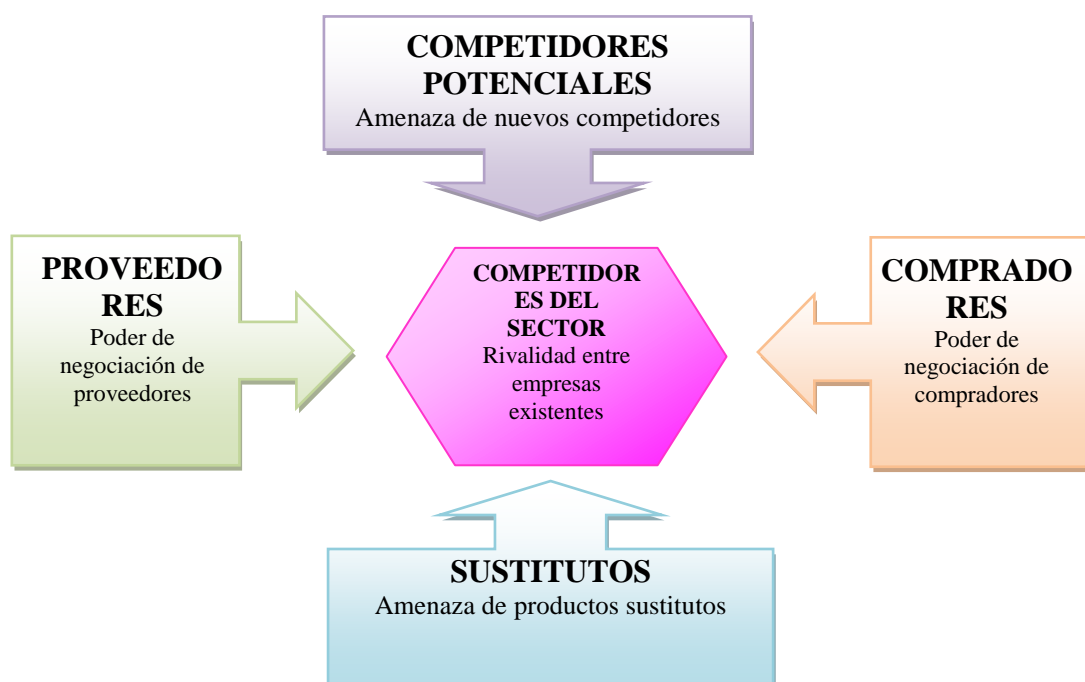 COMPETIDORES
POTENCIALES
Amenaza de nuevos competidores
PROVEEDO
RES
Poder de
negociación de
proveedores
COMPETIDOR
ES DEL
SECTOR
Rivalidad entre
empresas
existentes
COMPRADO
RES
Poder de
negociación de
compradores
SUSTITUTOS
Amenaza de productos sustitutos